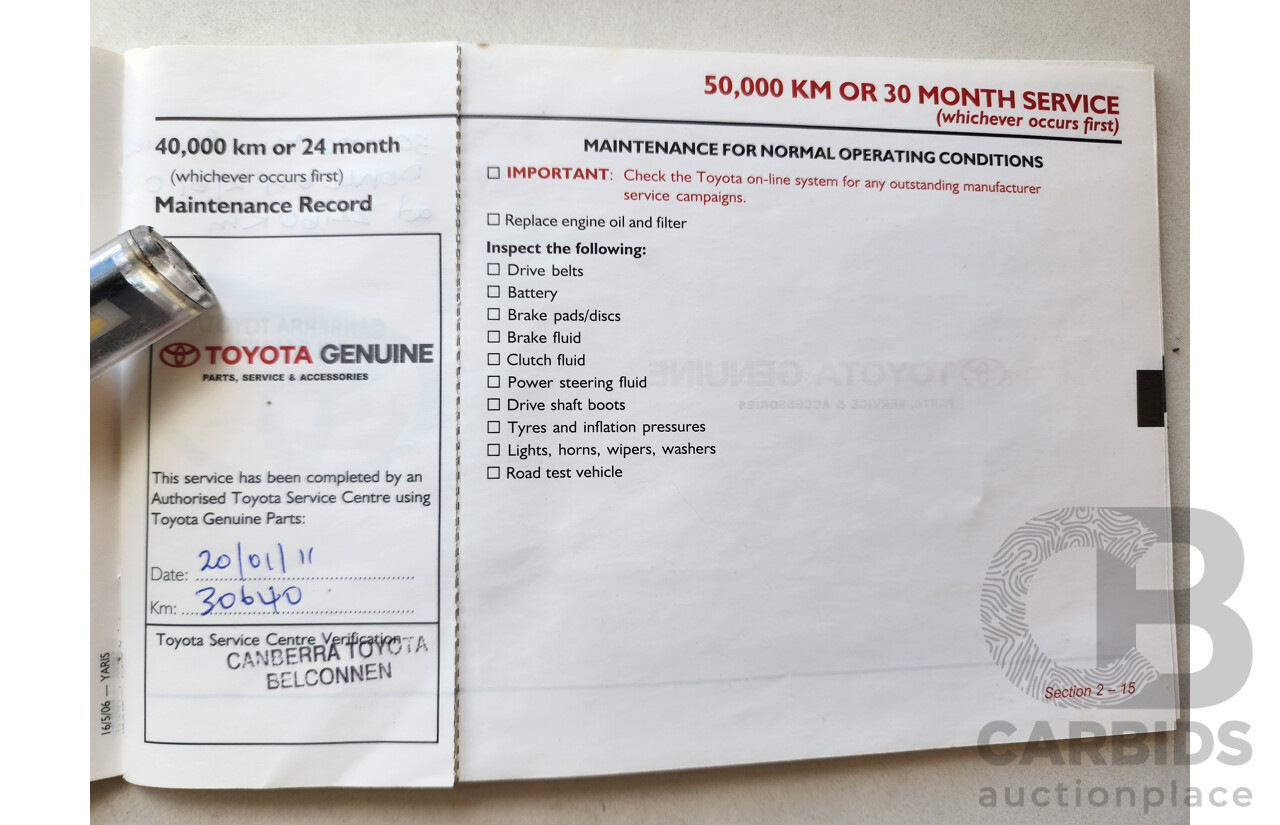 40,000 km or 24 month
(whichever occurs first)
Maintenance Record
TOYOTA GENUINE
PARTS, SERVICE & ACCESSORIES
This service has been completed by an
Authorised Toyota Service Centre using
Toyota Genuine Parts:
Date: 20/01/11
Km: 30640
Toyota Service Centre Verification
CANBERRA TOYOTA
BELCONNEN
16/5/06 — YARIS
50,000 KM OR 30 MONTH SERVICE
(whichever occurs first)
MAINTENANCE FOR NORMAL OPERATING CONDITIONS
☐ IMPORTANT: Check the Toyota on-line system for any outstanding manufacturer
service campaigns.
☐ Replace engine oil and filter
Inspect the following:
☐ Drive belts
☐ Battery
☐ Brake pads/discs
☐ Brake fluid
☐ Clutch fluid
☐ Power steering fluid
☐ Drive shaft boots
☐ Tyres and inflation pressures
☐ Lights, horns, wipers, washers
☐ Road test vehicle
Section 2 – 15
CARBIDS
auctionplace